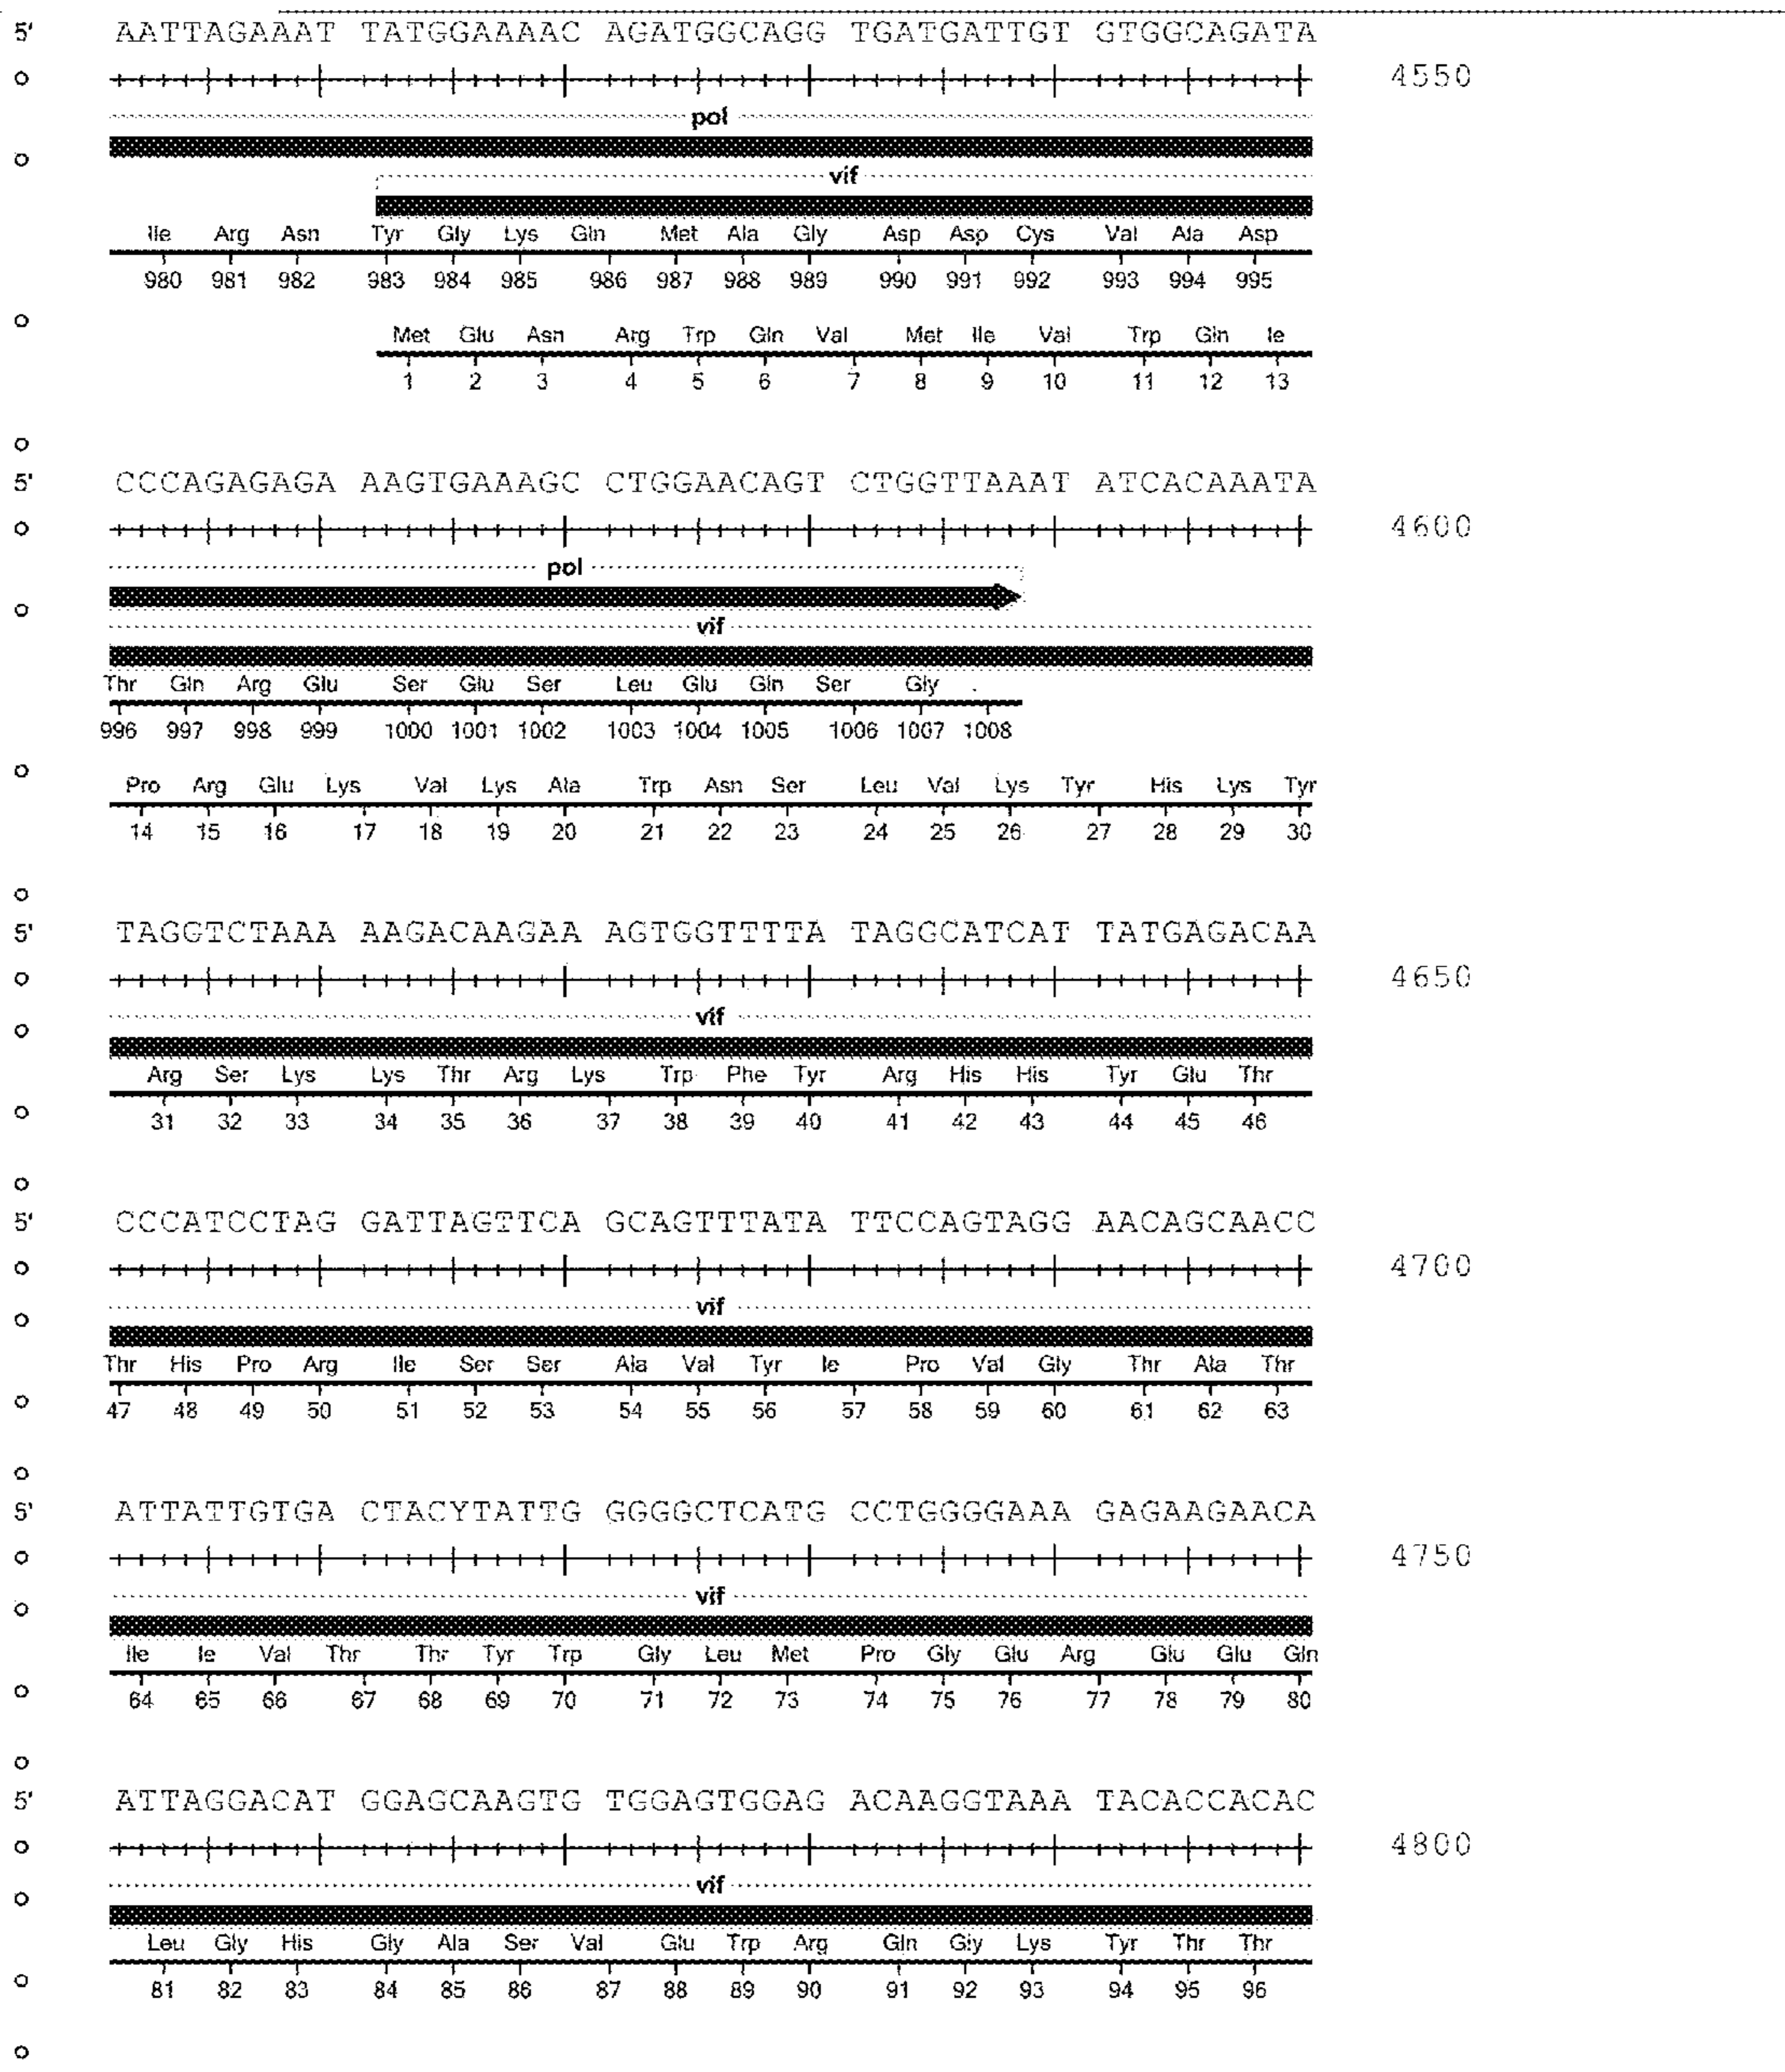 5' AATTAGAAAT TATGGAAAAC AGATGGCAGG TGATGATTGT GTGGCAGATA
4550
pol
vif
Ile Arg Asn Tyr Gly Lys Gln Met Ala Gly Asp Asp Cys Val Ala Asp
980 981 982 983 984 985 986 987 988 989 990 991 992 993 994 995
Met Glu Asn Arg Trp Gln Val Met Ile Val Trp Gln Ie
1 2 3 4 5 6 7 8 9 10 11 12 13
5' CCCAGAGAGA AAGTGAAAGC CTGGAACAGT CTGGTTAAAT ATCACAAATA
4600
pol
vif
Thr Gln Arg Glu Ser Glu Ser Leu Glu Gln Ser Gly .
996 997 998 999 1000 1001 1002 1003 1004 1005 1006 1007 1008
Pro Arg Glu Lys Val Lys Ala Trp Asn Ser Leu Val Lys Tyr His Lys Tyr
14 15 16 17 18 19 20 21 22 23 24 25 26 27 28 29 30
5' TAGGTCTAAA AAGACAAGAA AGTGGTTTTA TAGGCATCAT TATGAGACAA
4650
vif
Arg Ser Lys Lys Thr Arg Lys Trp Phe Tyr Arg His His Tyr Glu Thr
31 32 33 34 35 36 37 38 39 40 41 42 43 44 45 46
5' CCCATCCTAG GATTAGTTCA GCAGTTTATA TTCCAGTAGG AACAGCAACC
4700
vif
Thr His Pro Arg Ile Ser Ser Ala Val Tyr Ie Pro Val Gly Thr Ala Thr
47 48 49 50 51 52 53 54 55 56 57 58 59 60 61 62 63
5' ATTATTGTGA CTACYTATTG GGGGCTCATG CCTGGGGAAA GAGAAGAACA
4750
vif
Ile Ie Val Thr Thr Tyr Trp Gly Leu Met Pro Gly Glu Arg Glu Glu Gln
64 65 66 67 68 69 70 71 72 73 74 75 76 77 78 79 80
5' ATTAGGACAT GGAGCAAGTG TGGAGTGGAG ACAAGGTAAA TACACCACAC
4800
vif
Leu Gly His Gly Ala Ser Val Glu Trp Arg Gln Gly Lys Tyr Thr Thr
81 82 83 84 85 86 87 88 89 90 91 92 93 94 95 96